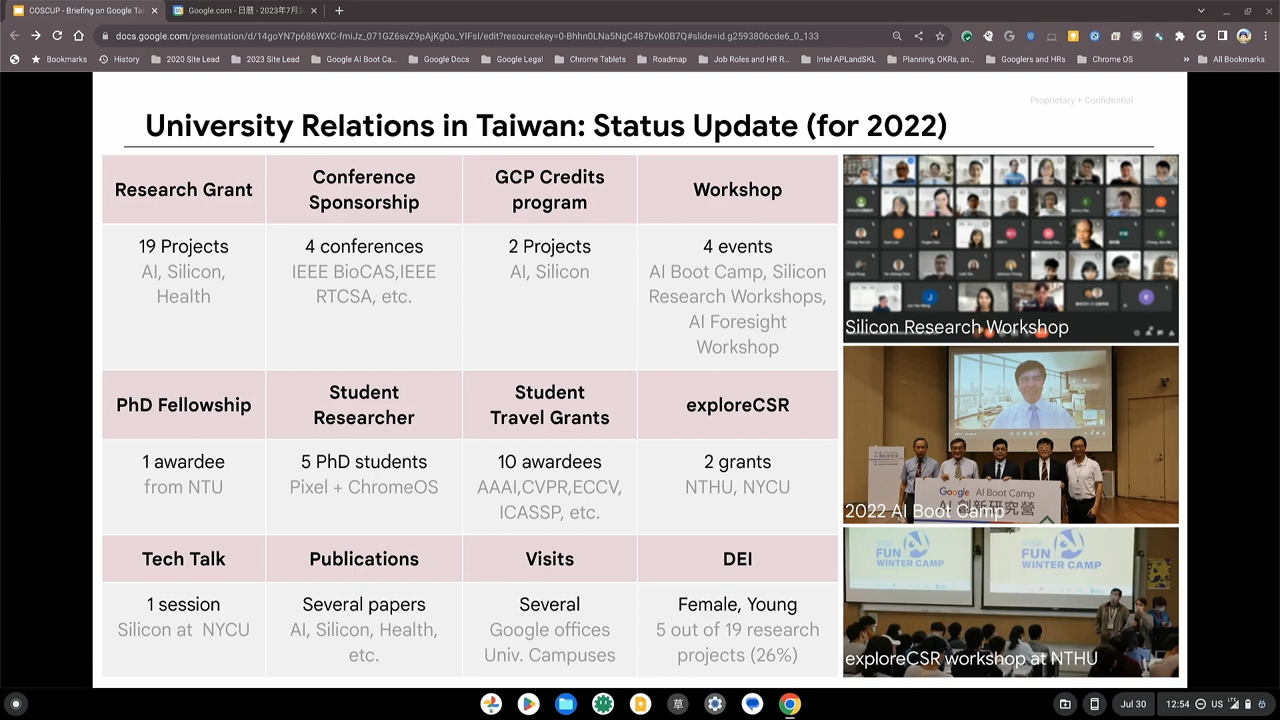 COSCUP - Briefing on Google Tai
Google.com - 日曆 - 2023年7月3
docs.google.com/presentation/d/14goYN7p686WXC-fmiJz_071GZ6svZ9pAjKg0o_YIFsI/edit?resourcekey=0-Bhhn0LNa5NgC487bvK0B7Q#slide=id.g2593806cde6_0_133
Bookmarks
History
2020 Site Lead
2023 Site Lead
Google AI Boot Ca...
Google Docs
Google Legal
Chrome Tablets
Roadmap
Job Roles and HR R...
Intel APLandSKL
Planning, OKRs, an...
Googlers and HRs
Chrome OS
All Bookmarks
Proprietary + Confidential
University Relations in Taiwan: Status Update (for 2022)
Research Grant
Conference
Sponsorship
GCP Credits
program
Workshop
19 Projects
AI, Silicon,
Health
4 conferences
IEEE BioCAS,IEEE
RTCSA, etc.
2 Projects
AI, Silicon
4 events
AI Boot Camp, Silicon
Research Workshops,
AI Foresight
Workshop
Silicon Research Workshop
PhD Fellowship
Student
Researcher
Student
Travel Grants
exploreCSR
1 awardee
from NTU
5 PhD students
Pixel + ChromeOS
10 awardees
AAAI,CVPR,ECCV,
ICASSP, etc.
2 grants
NTHU, NYCU
Google AI Boot Camp
AI 創新研究營
2022 AI Boot Camp
Tech Talk
Publications
Visits
DEI
1 session
Silicon at NYCU
Several papers
AI, Silicon, Health,
etc.
Several
Google offices
Univ. Campuses
Female, Young
5 out of 19 research
projects (26%)
FUN
WINTER CAMP
FUN
WINTER CAMP
exploreCSR workshop at NTHU
Jul 30
12:54
US